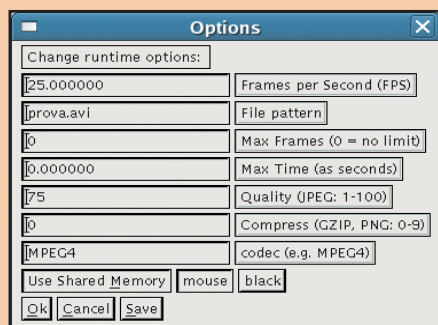 Options
Change runtime options:
25.000000 Frames per Second (FPS)
prova.avi File pattern
0 Max Frames (0 = no limit)
0.000000 Max Time (as seconds)
75 Quality (JPEG: 1-100)
0 Compress (GZIP, PNG: 0-9)
MPEG4 codec (e.g. MPEG4)
Use Shared Memory mouse black
Ok Cancel Save